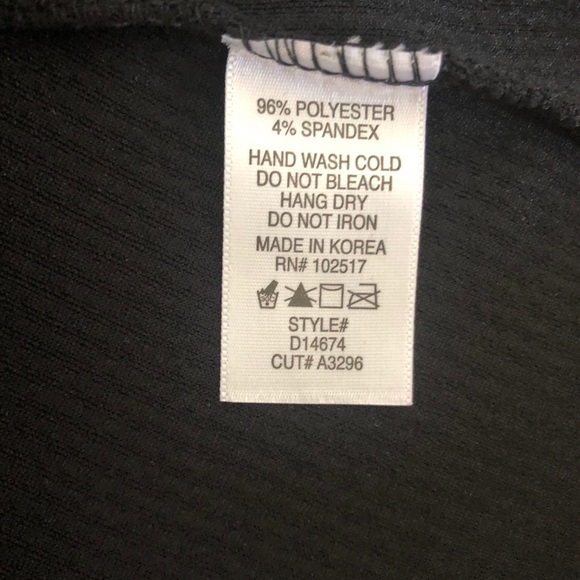 96% POLYESTER
4% SPANDEX
HAND WASH COLD
DO NOT BLEACH
HANG DRY
DO NOT IRON
MADE IN KOREA
RN# 102517
STYLE#
D14674
CUT# A3296